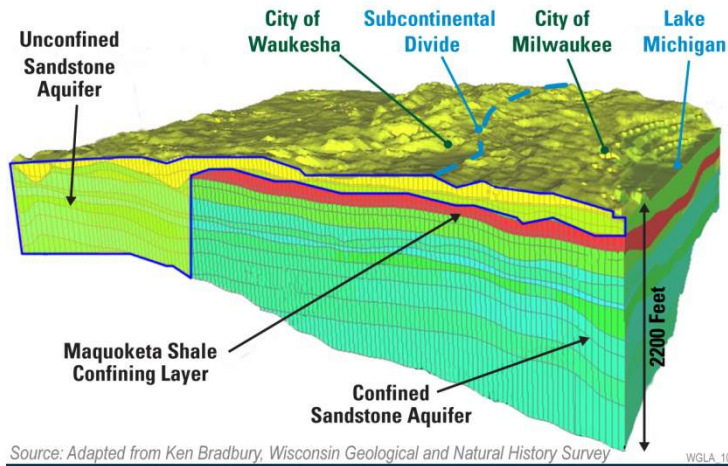 Unconfined
Sandstone
Aquifer
City of
Waukesha
Subcontinental
Divide
City of
Milwaukee
Lake
Michigan
2200 Feet
Maquoketa Shale
Confining Layer
Confined
Sandstone Aquifer
Source: Adapted from Ken Bradbury, Wisconsin Geological and Natural History Survey